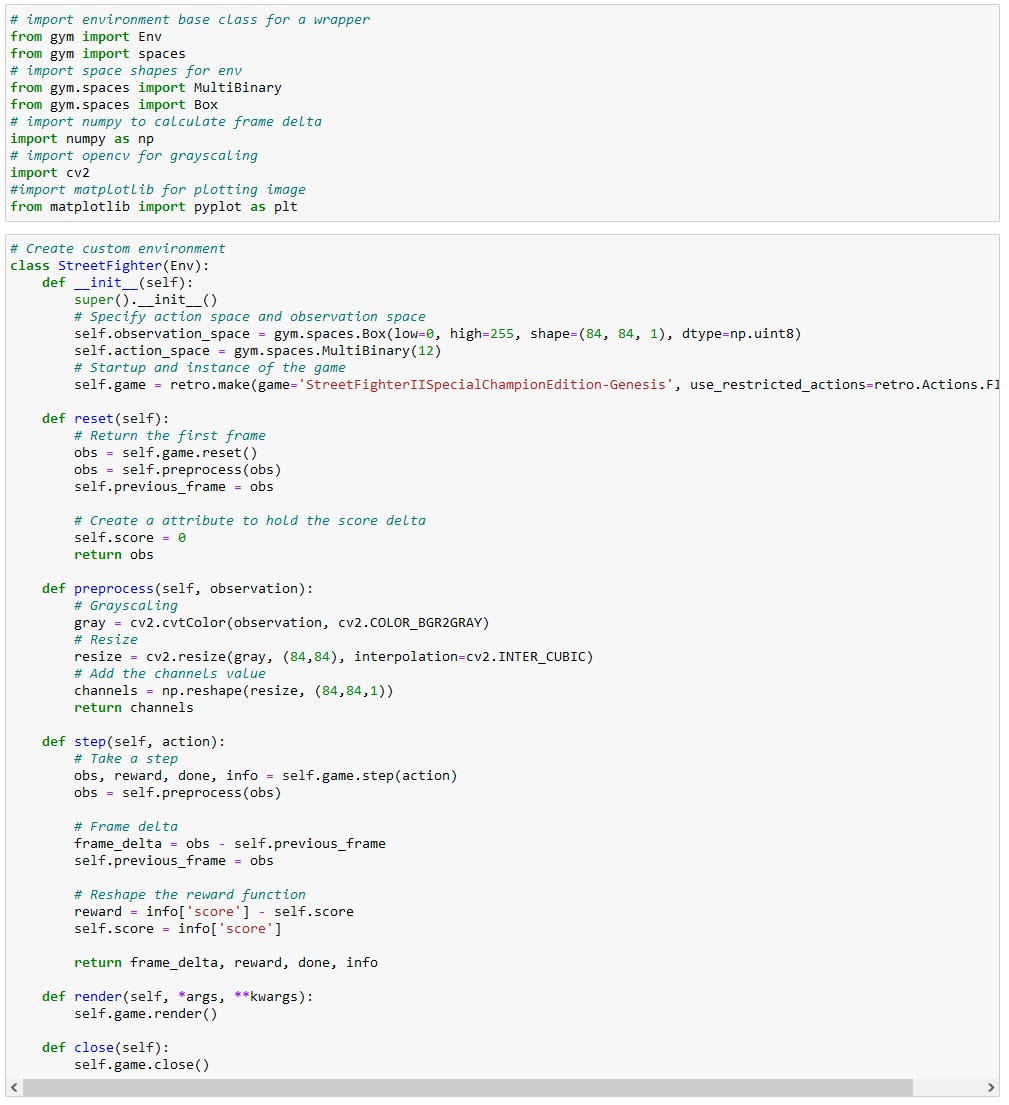 # import environment base class for a wrapper
from gym import Env
from gym import spaces
# import space shapes for env
from gym.spaces import MultiBinary
from gym.spaces import Box
# import numpy to calculate frame delta
import numpy as np
# import opencv for grayscaling
import cv2
#import matplotlib for plotting image
from matplotlib import pyplot as plt
# Create custom environment
class StreetFighter(Env):
    def __init__(self):
        super().__init__()
        # Specify action space and observation space
        self.observation_space = gym.spaces.Box(low=0, high=255, shape=(84, 84, 1), dtype=np.uint8)
        self.action_space = gym.spaces.MultiBinary(12)
        # Startup and instance of the game
        self.game = retro.make(game='StreetFighterIISpecialChampionEdition-Genesis', use_restricted_actions=retro.Actions.FI
    def reset(self):
        # Return the first frame
        obs = self.game.reset()
        obs = self.preprocess(obs)
        self.previous_frame = obs
        # Create a attribute to hold the score delta
        self.score = 0
        return obs
    def preprocess(self, observation):
        # Grayscaling
        gray = cv2.cvtColor(observation, cv2.COLOR_BGR2GRAY)
        # Resize
        resize = cv2.resize(gray, (84,84), interpolation=cv2.INTER_CUBIC)
        # Add the channels value
        channels = np.reshape(resize, (84,84,1))
        return channels
    def step(self, action):
        # Take a step
        obs, reward, done, info = self.game.step(action)
        obs = self.preprocess(obs)
        # Frame delta
        frame_delta = obs - self.previous_frame
        self.previous_frame = obs
        # Reshape the reward function
        reward = info['score'] - self.score
        self.score = info['score']
        return frame_delta, reward, done, info
    def render(self, *args, **kwargs):
        self.game.render()
    def close(self):
        self.game.close()